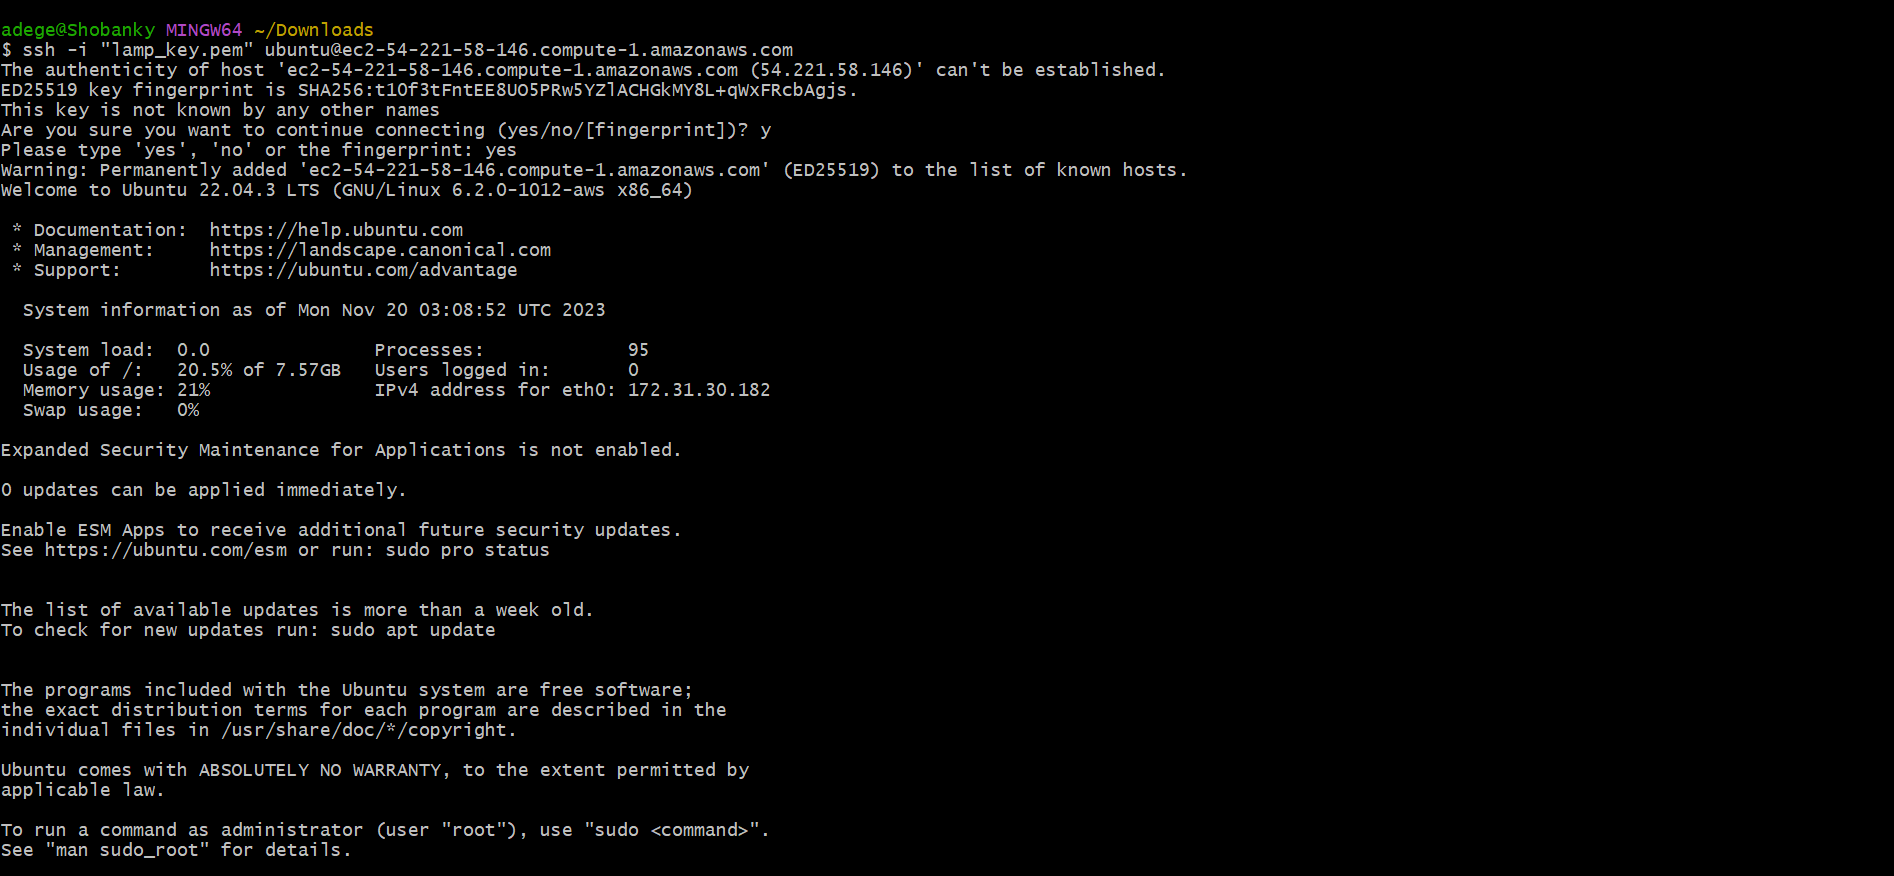 adege@Shobanky MINGW64 ~/Downloads
$ ssh -i "lamp_key.pem" ubuntu@ec2-54-221-58-146.compute-1.amazonaws.com
The authenticity of host 'ec2-54-221-58-146.compute-1.amazonaws.com (54.221.58.146)' can't be established.
ED25519 key fingerprint is SHA256:t1Of3tFntEE8UO5PRw5YZlACHGkMY8L+qWxFRcbAgjs.
This key is not known by any other names
Are you sure you want to continue connecting (yes/no/[fingerprint])? y
Please type 'yes', 'no' or the fingerprint: yes
Warning: Permanently added 'ec2-54-221-58-146.compute-1.amazonaws.com' (ED25519) to the list of known hosts.
Welcome to Ubuntu 22.04.3 LTS (GNU/Linux 6.2.0-1012-aws x86_64)

 * Documentation:  https://help.ubuntu.com
 * Management:     https://landscape.canonical.com
 * Support:        https://ubuntu.com/advantage

  System information as of Mon Nov 20 03:08:52 UTC 2023

  System load:  0.0               Processes:             95
  Usage of /:   20.5% of 7.57GB   Users logged in:       0
  Memory usage: 21%               IPv4 address for eth0: 172.31.30.182
  Swap usage:   0%

Expanded Security Maintenance for Applications is not enabled.

0 updates can be applied immediately.

Enable ESM Apps to receive additional future security updates.
See https://ubuntu.com/esm or run: sudo pro status


The list of available updates is more than a week old.
To check for new updates run: sudo apt update


The programs included with the Ubuntu system are free software;
the exact distribution terms for each program are described in the
individual files in /usr/share/doc/*/copyright.

Ubuntu comes with ABSOLUTELY NO WARRANTY, to the extent permitted by
applicable law.

To run a command as administrator (user "root"), use "sudo <command>".
See "man sudo_root" for details.